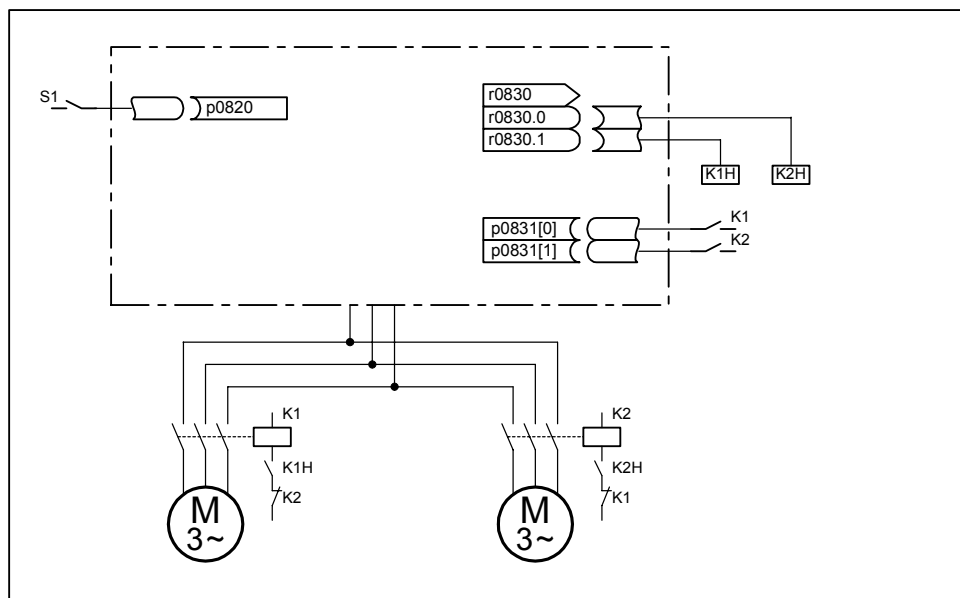 S1
p0820
r0830
r0830.0
r0830.1
K1H
K2H
p0831[0]
p0831[1]
K1
K2
K1
K1H
K2
M
3~
K2
K2H
K1
M
3~